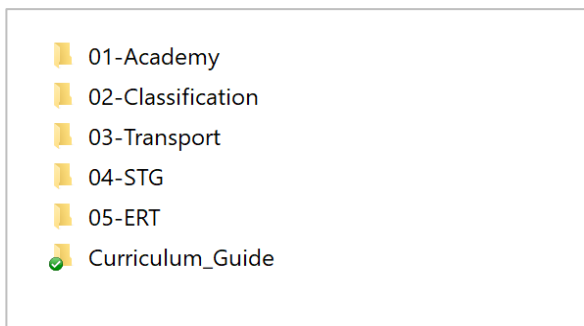 01-Academy
02-Classification
03-Transport
04-STG
05-ERT
Curriculum_Guide